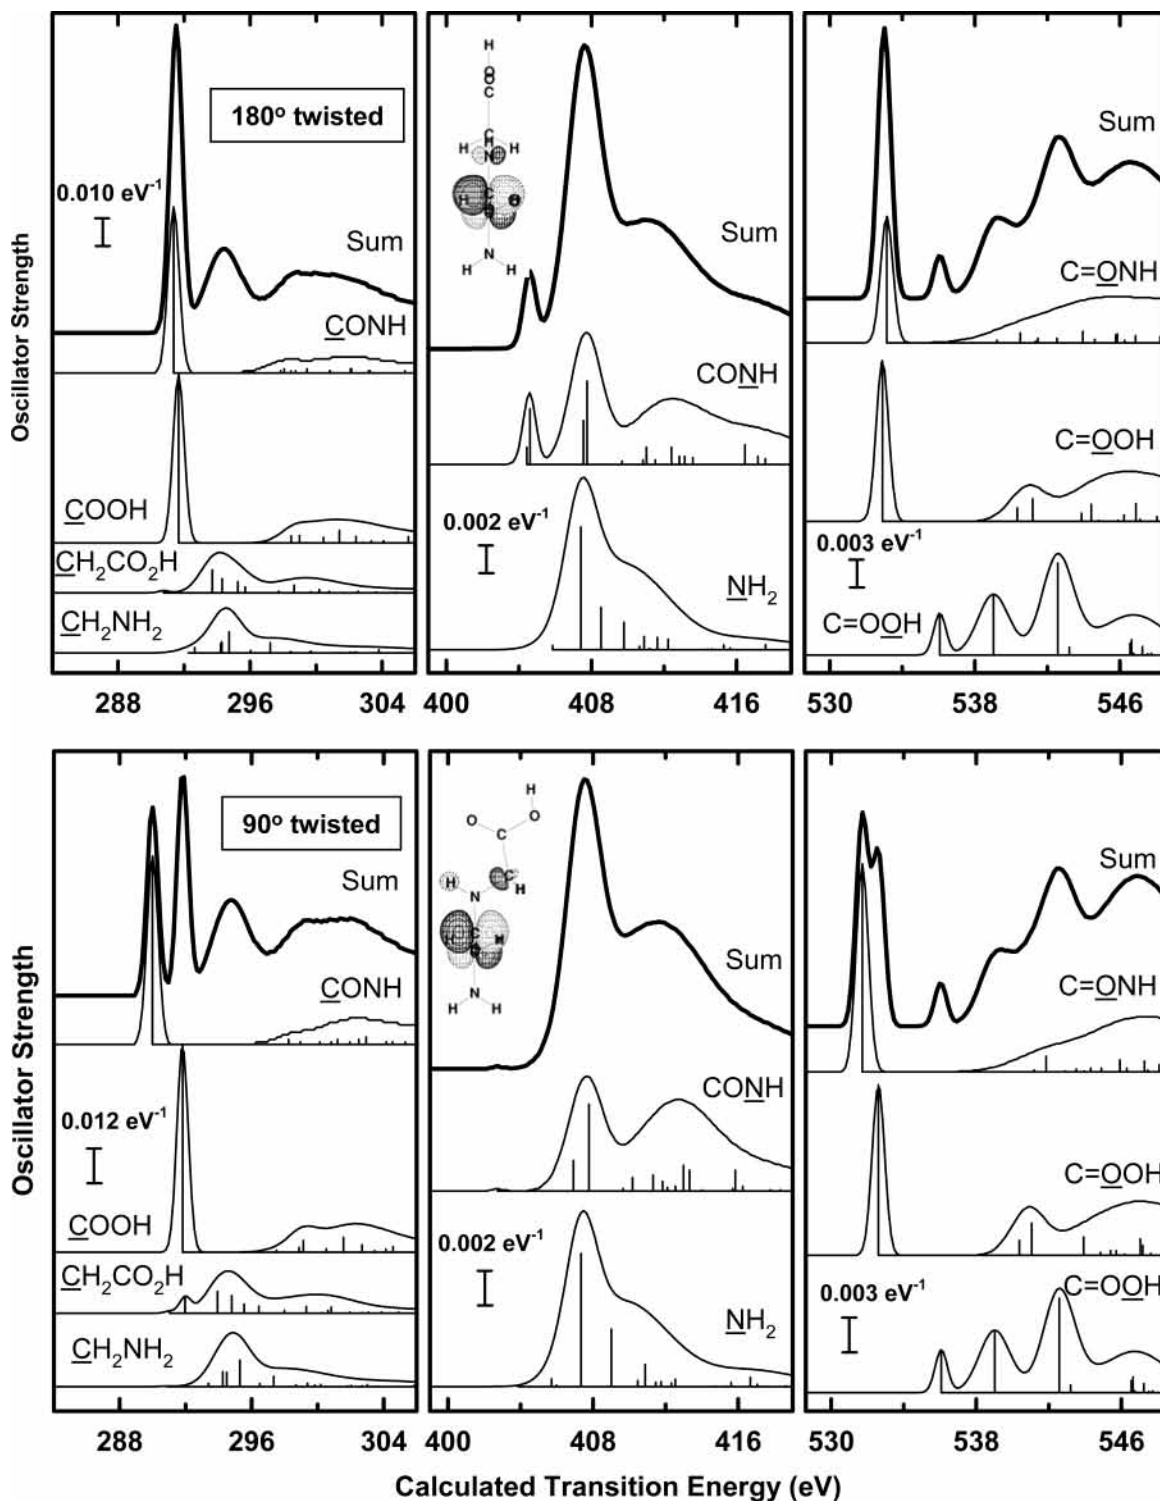 180° twisted
0.010 eV⁻¹
Sum
CONH
COOH
CH₂CO₂H
CH₂NH₂
Oscillator Strength
288 296 304
H
O
C
C
H H H
N
C
H O
N
H H
Sum
CONH
0.002 eV⁻¹
NH₂
400 408 416
Sum
C=ONH
C=OOH
0.003 eV⁻¹
C=OOH
530 538 546
90° twisted
Sum
CONH
0.012 eV⁻¹
COOH
CH₂CO₂H
CH₂NH₂
Oscillator Strength
288 296 304
H
O O
C
H C
N H
H C H
N
H H
Sum
CONH
0.002 eV⁻¹
NH₂
400 408 416
Sum
C=ONH
C=OOH
0.003 eV⁻¹
C=OOH
530 538 546
Calculated Transition Energy (eV)